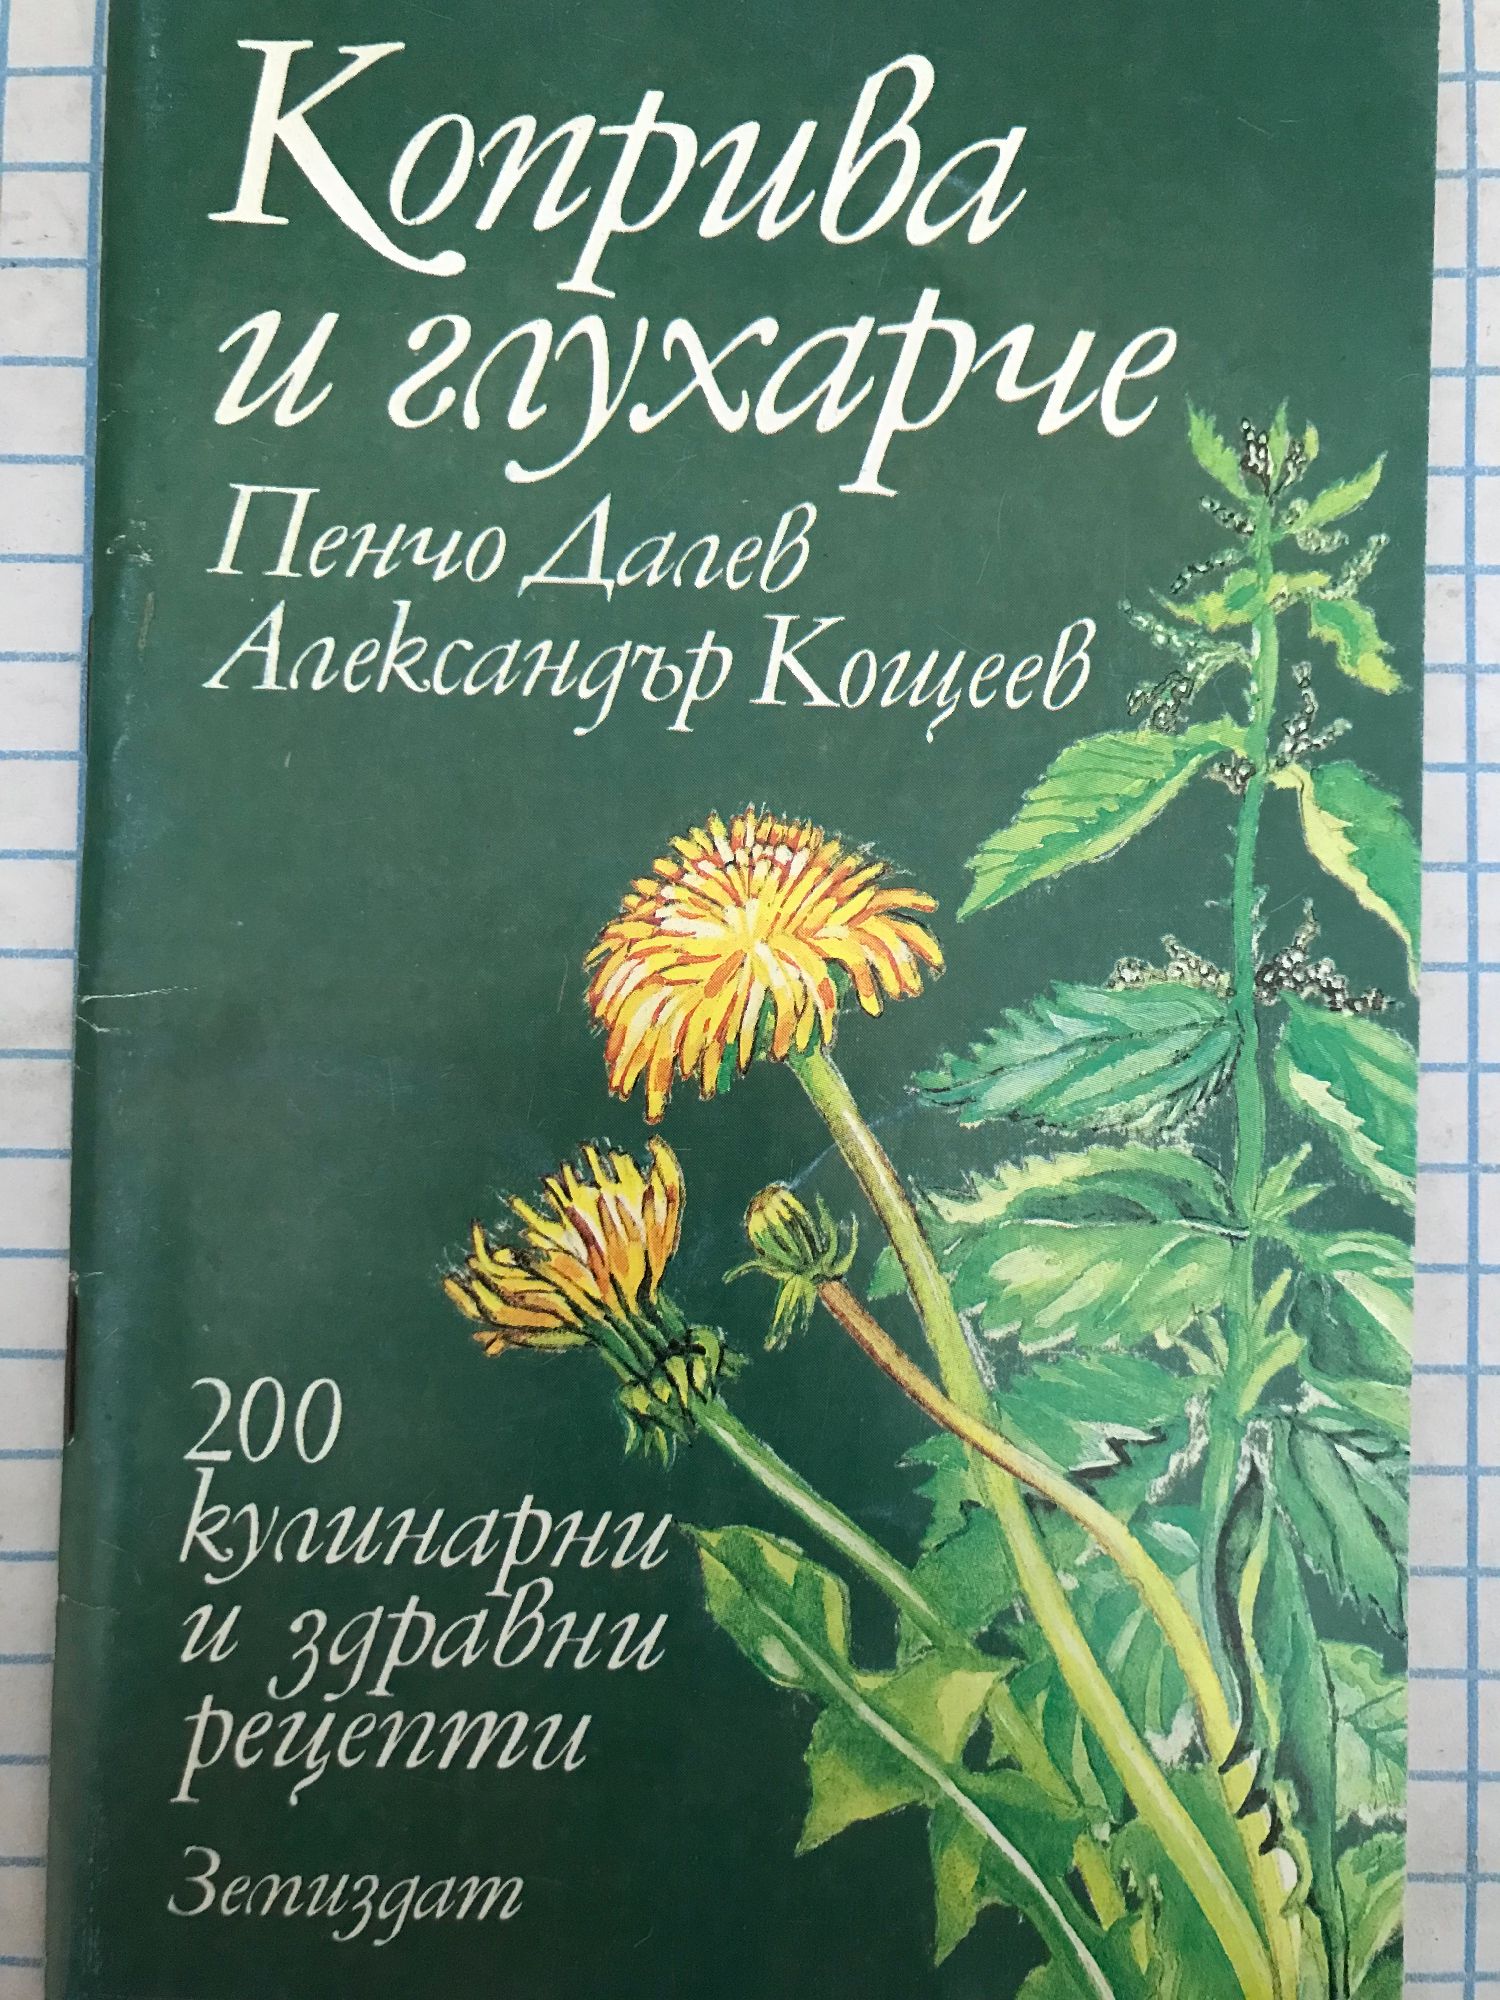 Коприва
и глухарче
Пенчо Далев
Александър Кощеев
200
кулинарни
и здравни
рецепти
Земиздат